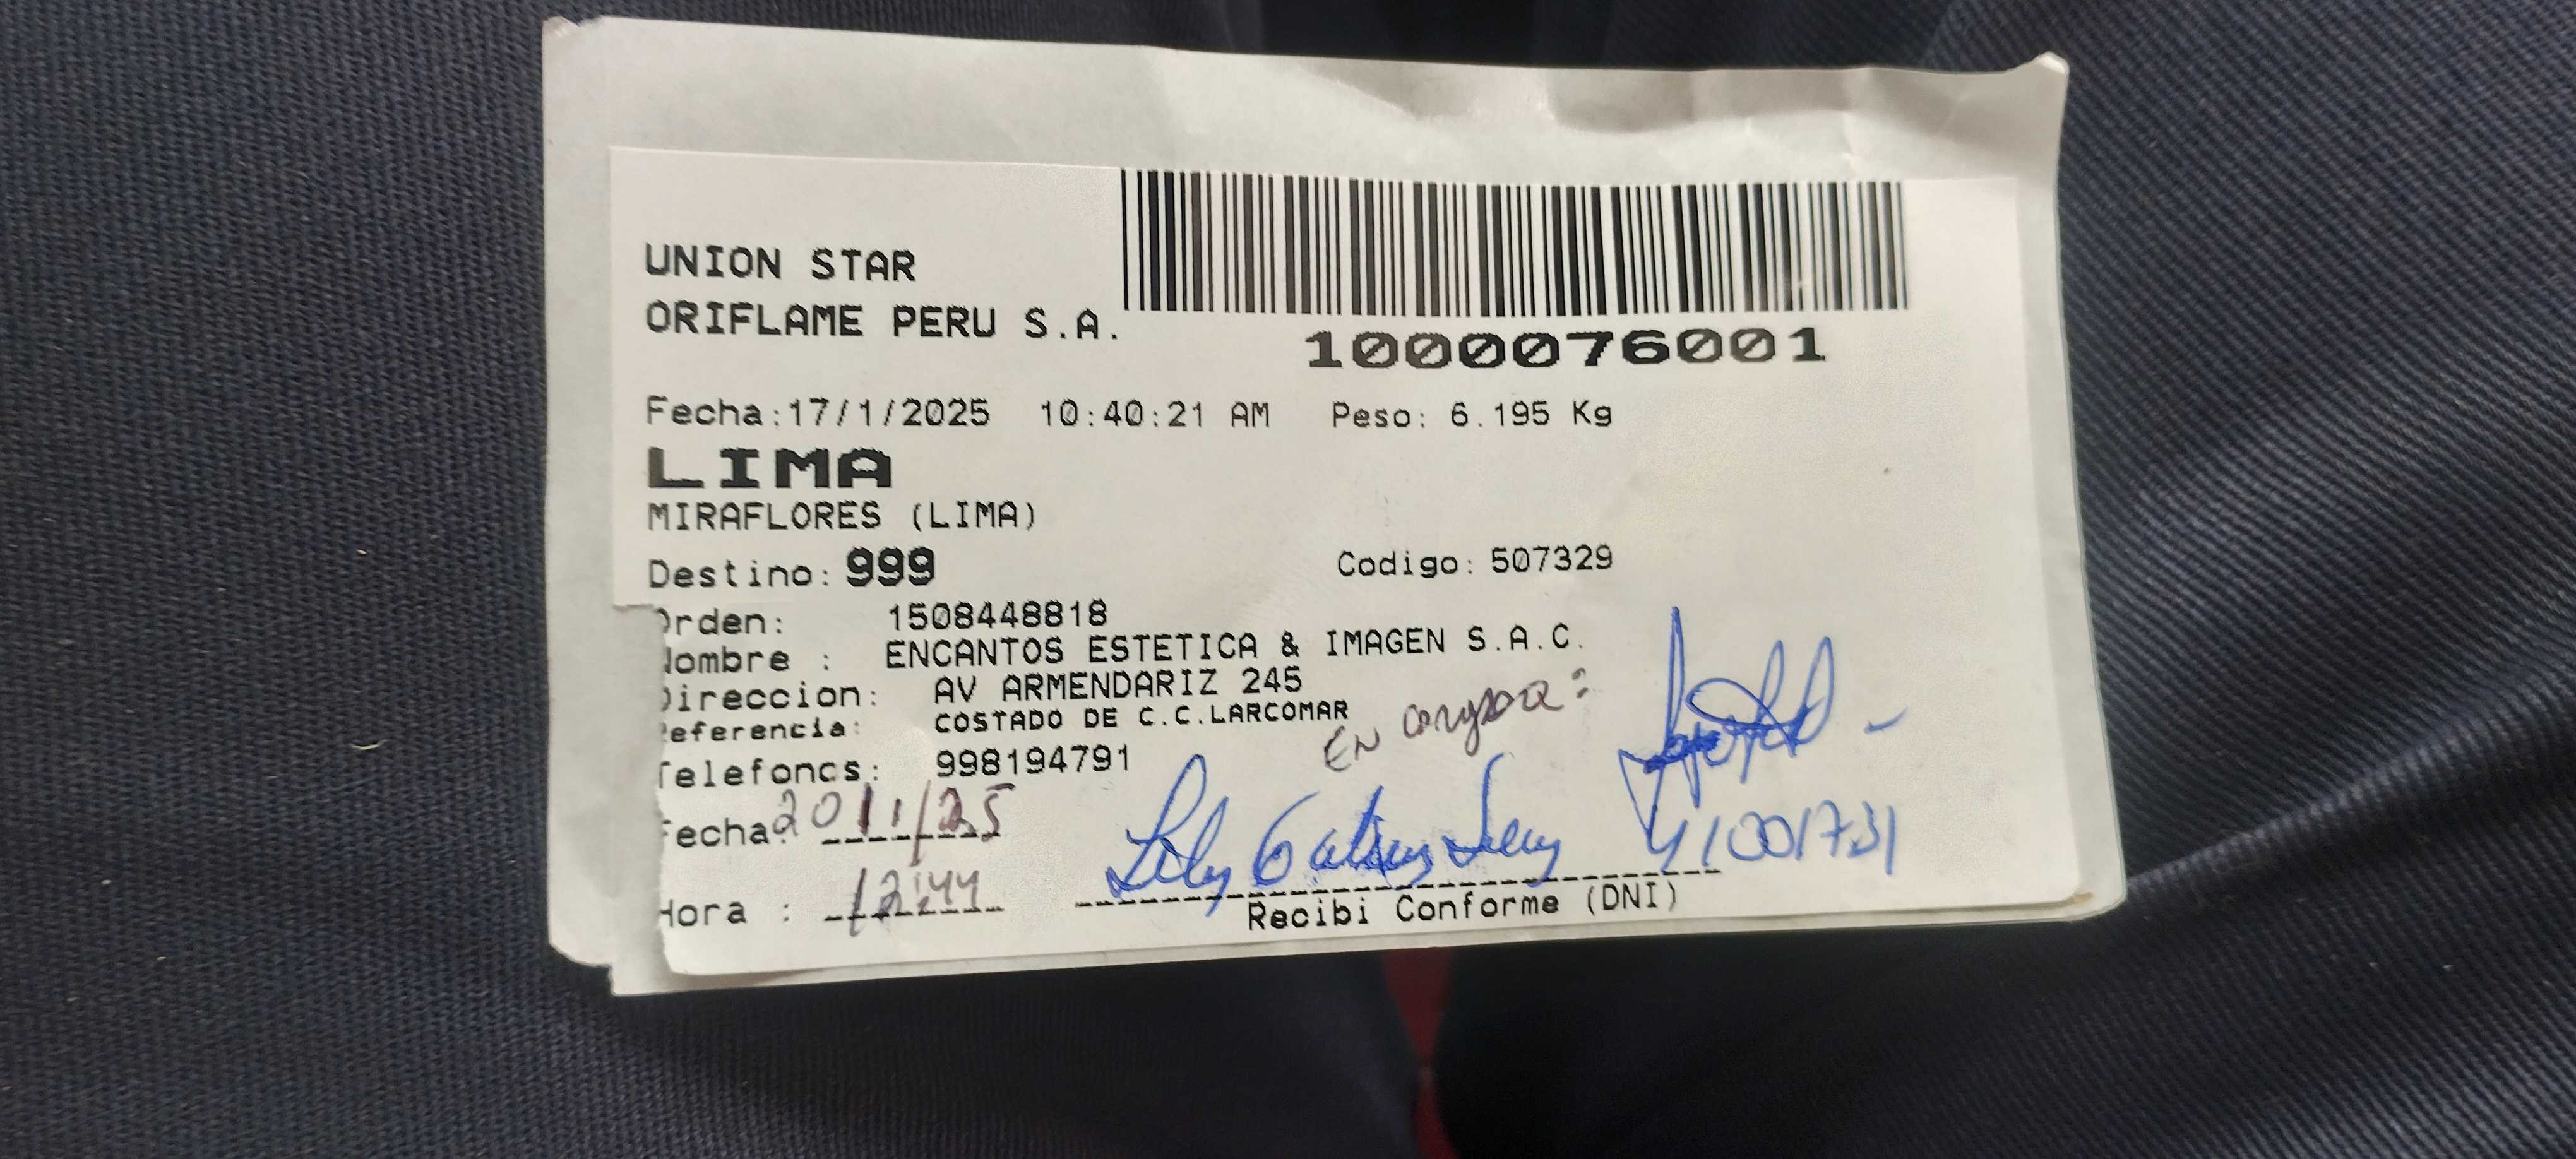 UNION STAR
ORIFLAME PERU S.A.
1000076001
Fecha:17/1/2025 10:40:21 AM Peso: 6.195 Kg
LIMA
MIRAFLORES (LIMA)
Destino: 999 Codigo: 507329
Orden: 1508448818
Nombre : ENCANTOS ESTETICA & IMAGEN S.A.C.
Direccion: AV ARMENDARIZ 245
Referencia: COSTADO DE C.C.LARCOMAR
Telefonos: 998194791
Fecha: 20/1/25
Hora : 12:44
Lily
41001731
Recibi Conforme (DNI)